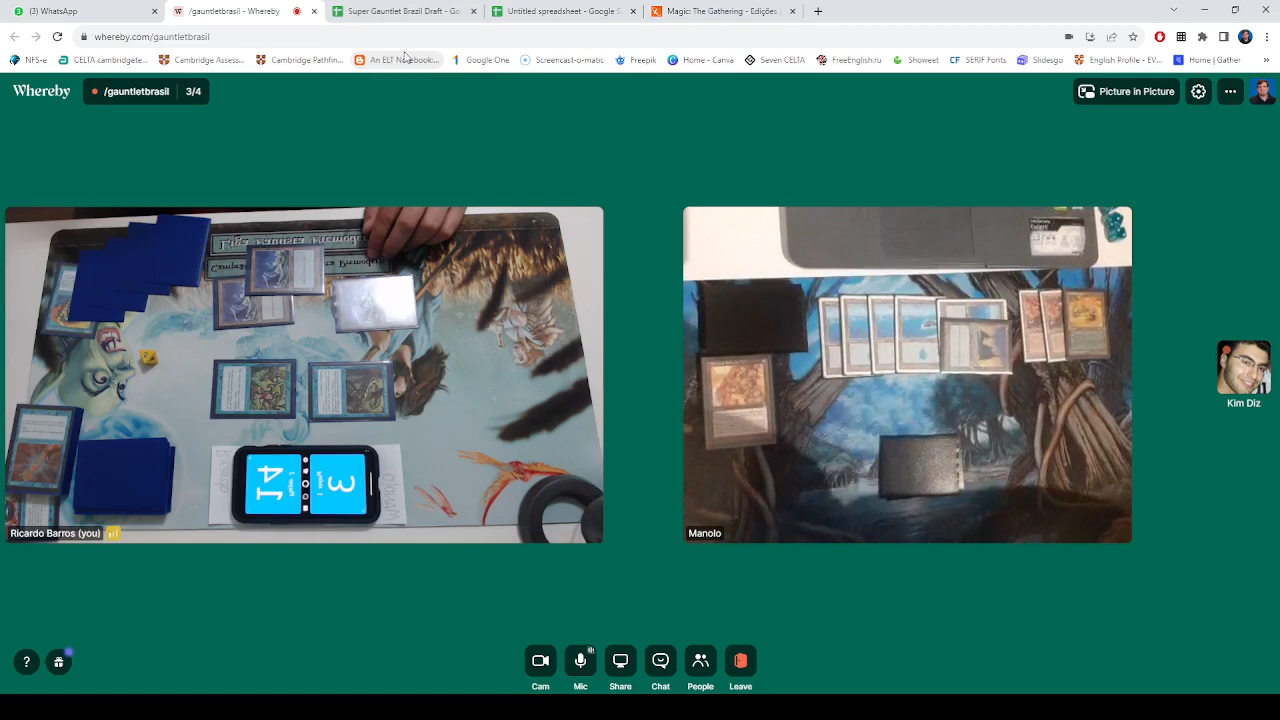 (3) WhatsApp
/gauntletbrasil - Whereby
Super Gauntlet Brazil Draft - Go
Untitled spreadsheet - Google S
Magic: The Gathering - Edições
whereby.com/gauntletbrasil
NFS-e
CELTA cambridgete...
Cambridge Assess...
Cambridge Pathfin...
An ELT Notebook:...
Gamote One
Screencast-o-matic
Freepik
Home - Canva
Seven CELTA
FreeEnglish.ru
Showeet
CF SERIF Fonts
Slidesgo
English Profile - EV...
Home | Gather
»
Whereby
/gauntletbrasil
3/4
Picture in Picture
14
3
Ricardo Barros (you)
Manolo
Kim Diz
?
Cam
Mic
Share
Chat
People
Leave